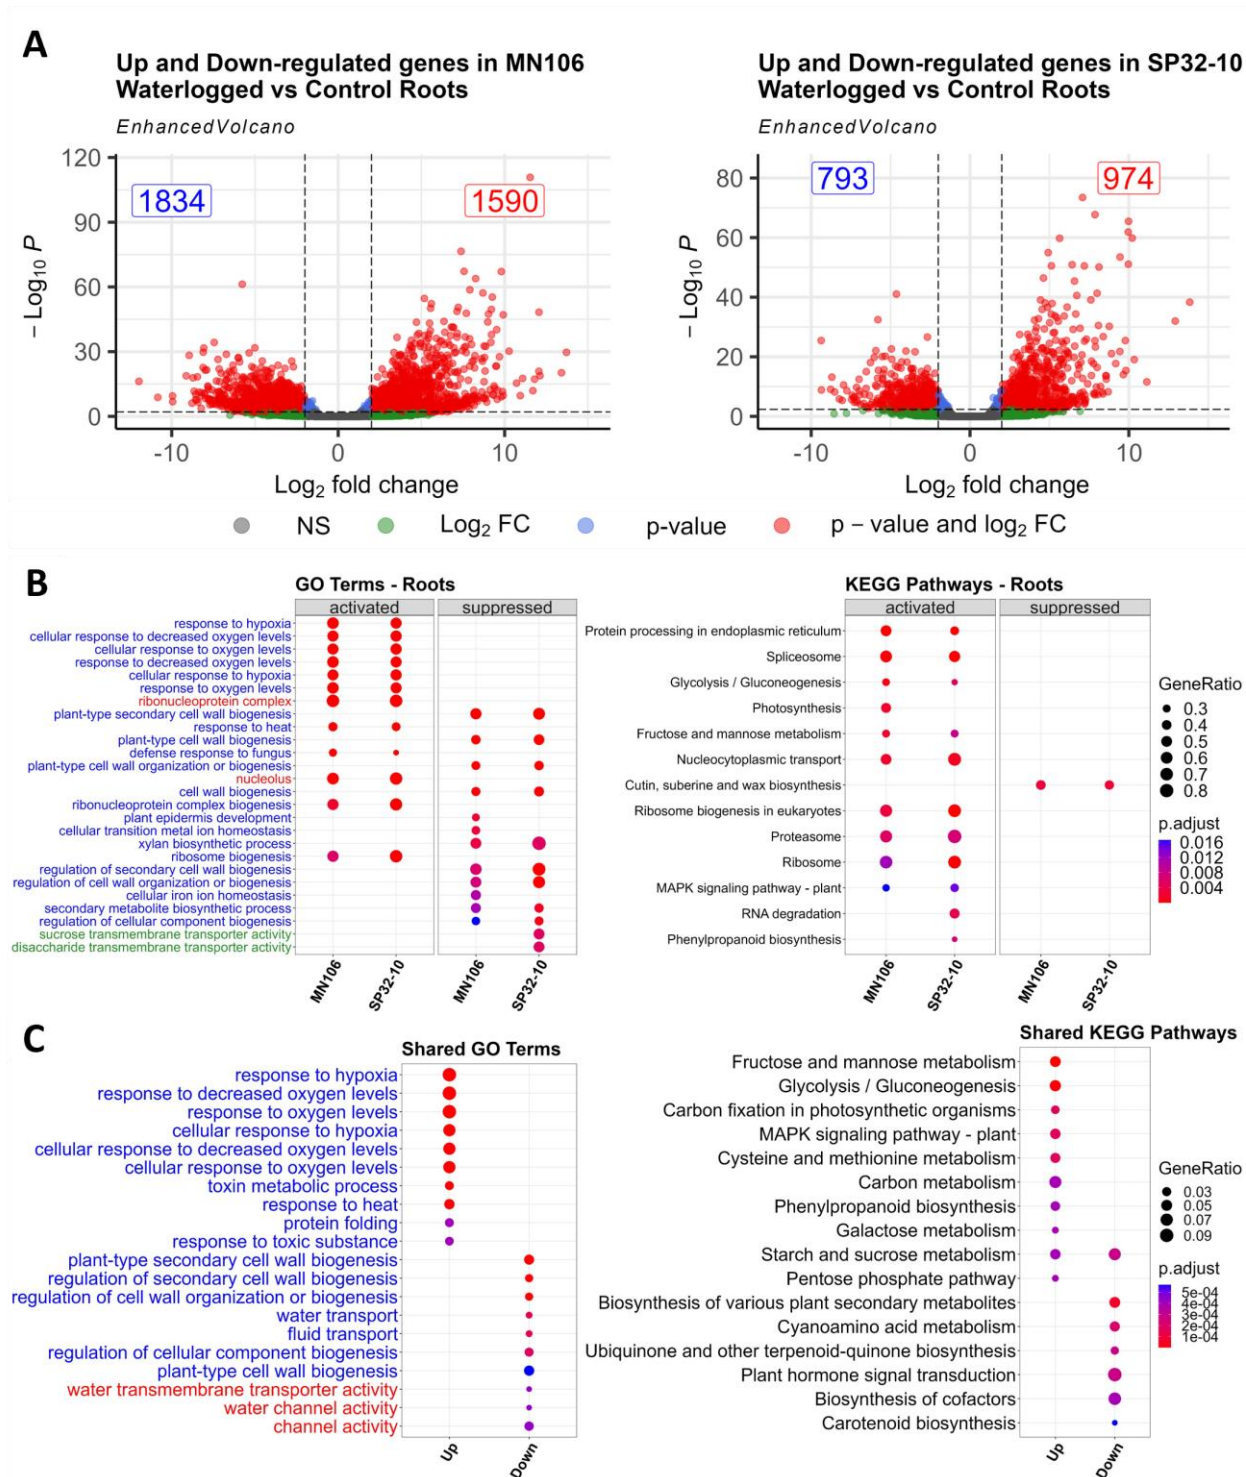 A
Up and Down-regulated genes in MN106
Waterlogged vs Control Roots
EnhancedVolcano
120
90
60
30
0
− Log10 P
1834
1590
-10
0
10
Log2 fold change
Up and Down-regulated genes in SP32-10
Waterlogged vs Control Roots
EnhancedVolcano
80
60
40
20
0
− Log10 P
793
974
-10
0
10
Log2 fold change
NS
Log2 FC
p-value
p − value and log2 FC
B
GO Terms - Roots
activated
suppressed
response to hypoxia
cellular response to decreased oxygen levels
cellular response to oxygen levels
response to decreased oxygen levels
cellular response to hypoxia
response to oxygen levels
ribonucleoprotein complex
plant-type secondary cell wall biogenesis
response to heat
plant-type cell wall biogenesis
defense response to fungus
plant-type cell wall organization or biogenesis
nucleolus
cell wall biogenesis
ribonucleoprotein complex biogenesis
plant epidermis development
cellular transition metal ion homeostasis
xylan biosynthetic process
ribosome biogenesis
regulation of secondary cell wall biogenesis
regulation of cell wall organization or biogenesis
cellular iron ion homeostasis
secondary metabolite biosynthetic process
regulation of cellular component biogenesis
sucrose transmembrane transporter activity
disaccharide transmembrane transporter activity
MN106
SP32-10
MN106
SP32-10
KEGG Pathways - Roots
activated
suppressed
Protein processing in endoplasmic reticulum
Spliceosome
Glycolysis / Gluconeogenesis
Photosynthesis
Fructose and mannose metabolism
Nucleocytoplasmic transport
Cutin, suberine and wax biosynthesis
Ribosome biogenesis in eukaryotes
Proteasome
Ribosome
MAPK signaling pathway - plant
RNA degradation
Phenylpropanoid biosynthesis
MN106
SP32-10
MN106
SP32-10
GeneRatio
0.3
0.4
0.5
0.6
0.7
0.8
p.adjust
0.016
0.012
0.008
0.004
C
Shared GO Terms
response to hypoxia
response to decreased oxygen levels
response to oxygen levels
cellular response to hypoxia
cellular response to decreased oxygen levels
cellular response to oxygen levels
toxin metabolic process
response to heat
protein folding
response to toxic substance
plant-type secondary cell wall biogenesis
regulation of secondary cell wall biogenesis
regulation of cell wall organization or biogenesis
water transport
fluid transport
regulation of cellular component biogenesis
plant-type cell wall biogenesis
water transmembrane transporter activity
water channel activity
channel activity
Up
Down
Shared KEGG Pathways
Fructose and mannose metabolism
Glycolysis / Gluconeogenesis
Carbon fixation in photosynthetic organisms
MAPK signaling pathway - plant
Cysteine and methionine metabolism
Carbon metabolism
Phenylpropanoid biosynthesis
Galactose metabolism
Starch and sucrose metabolism
Pentose phosphate pathway
Biosynthesis of various plant secondary metabolites
Cyanoamino acid metabolism
Ubiquinone and other terpenoid-quinone biosynthesis
Plant hormone signal transduction
Biosynthesis of cofactors
Carotenoid biosynthesis
Up
Down
GeneRatio
0.03
0.05
0.07
0.09
p.adjust
5e-04
4e-04
3e-04
2e-04
1e-04